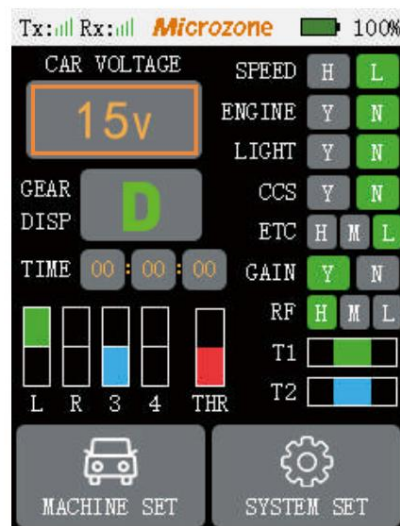 Tx: Rx: Microzone 100%
CAR VOLTAGE
15v
GEAR
DISP
D
TIME 00:00:00
L R 3 4 THR
SPEED H L
ENGINE Y N
LIGHT Y N
CCS Y N
ETC H M L
GAIN Y N
RF H M L
T1
T2
MACHINE SET
SYSTEM SET